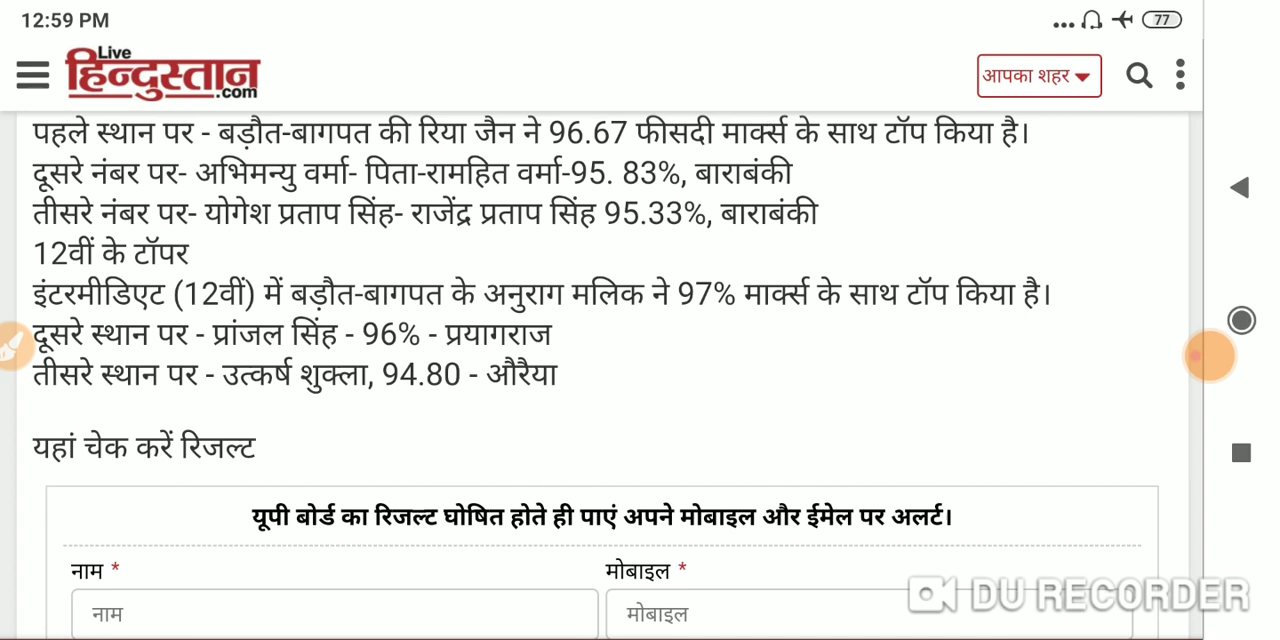 12:59 PM
77
Live
हिन्दुस्तान
.com
आपका शहर
पहले स्थान पर - बड़ौत-बागपत की रिया जैन ने 96.67 फीसदी मार्क्स के साथ टॉप किया है।
दूसरे नंबर पर- अभिमन्यु वर्मा- पिता-रामहित वर्मा-95. 83%, बाराबंकी
तीसरे नंबर पर- योगेश प्रताप सिंह- राजेंद्र प्रताप सिंह 95.33%, बाराबंकी
12वीं के टॉपर
इंटरमीडिएट (12वीं) में बड़ौत-बागपत के अनुराग मलिक ने 97% मार्क्स के साथ टॉप किया है।
दूसरे स्थान पर - प्रांजल सिंह - 96% - प्रयागराज
तीसरे स्थान पर - उत्कर्ष शुक्ला, 94.80 - औरैया
यहां चेक करें रिजल्ट
यूपी बोर्ड का रिजल्ट घोषित होते ही पाएं अपने मोबाइल और ईमेल पर अलर्ट।
नाम * मोबाइल *
नाम मोबाइल
DU RECORDER